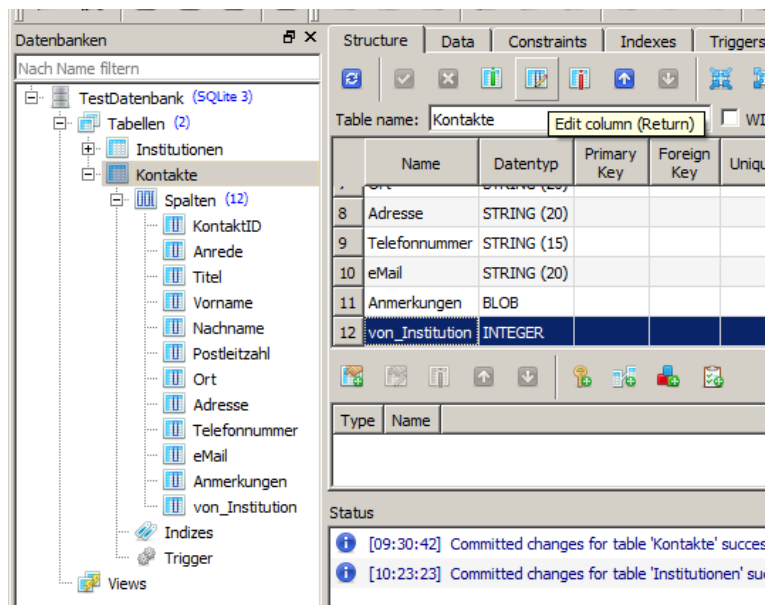 Datenbanken
Nach Name filtern
TestDatenbank (SQLite 3)
Tabellen (2)
Institutionen
Kontakte
Spalten (12)
KontaktID
Anrede
Titel
Vorname
Nachname
Postleitzahl
Ort
Adresse
Telefonnummer
eMail
Anmerkungen
von_Institution
Indizes
Trigger
Views
Structure Data Constraints Indexes Triggers
Table name: Kontakte WI
Edit column (Return)
Name Datentyp Primary Key Foreign Key Uniqu
8 Adresse STRING (20)
9 Telefonnummer STRING (15)
10 eMail STRING (20)
11 Anmerkungen BLOB
12 von_Institution INTEGER
Type Name
Status
[09:30:42] Committed changes for table 'Kontakte' succes
[10:23:23] Committed changes for table 'Institutionen' su